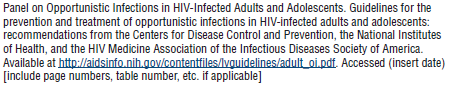 Panel on Opportunistic Infections in HIV-Infected Adults and Adolescents. Guidelines for the
prevention and treatment of opportunistic infections in HIV-infected adults and adolescents:
recommendations from the Centers for Disease Control and Prevention, the National Institutes
of Health, and the HIV Medicine Association of the Infectious Diseases Society of America.
Available at http://aidsinfo.nih.gov/contentfiles/lvguidelines/adult_oi.pdf. Accessed (insert date)
[include page numbers, table number, etc. if applicable]